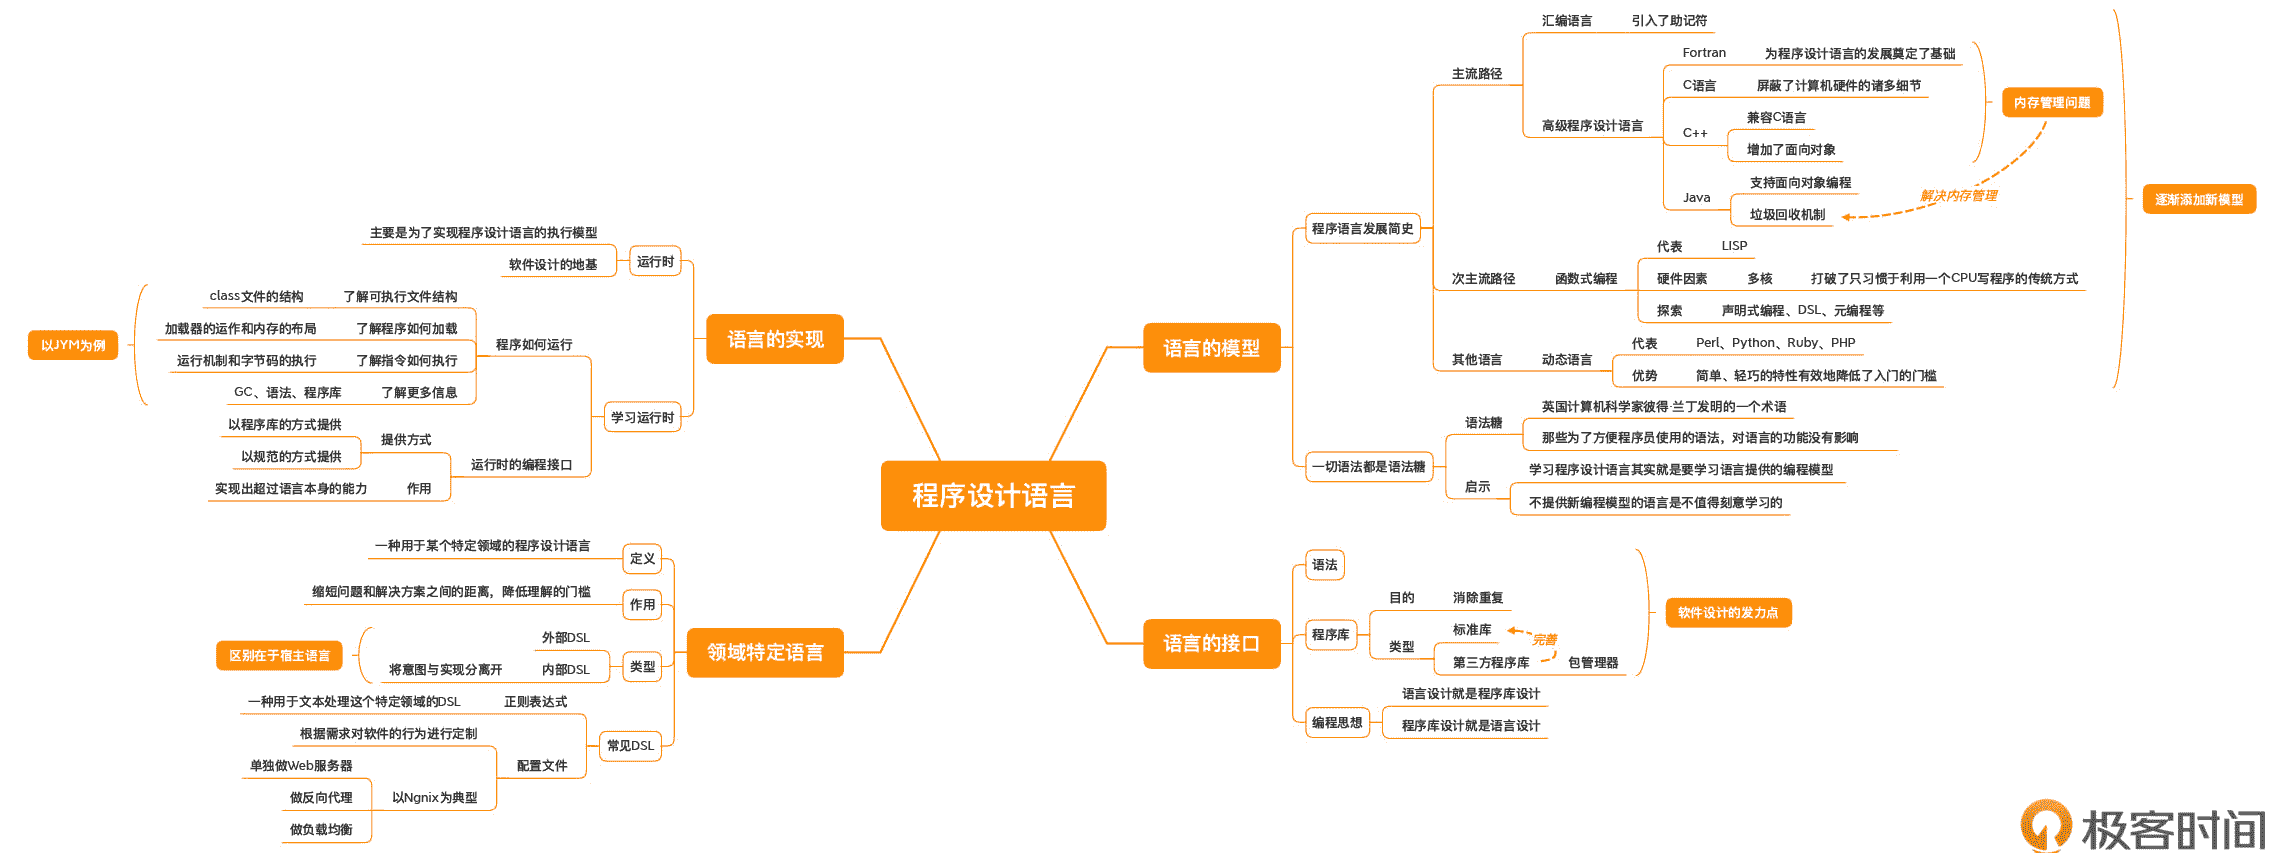 程序设计语言
语言的模型
程序语言发展简史
主流路径
汇编语言
引入了助记符
高级程序设计语言
Fortran
为程序设计语言的发展奠定了基础
C语言
屏蔽了计算机硬件的诸多细节
C++
兼容C语言
增加了面向对象
Java
支持面向对象编程
垃圾回收机制
内存管理问题
解决内存管理
次主流路径
函数式编程
代表
LISP
硬件因素
多核
打破了只习惯于利用一个CPU写程序的传统方式
探索
声明式编程、DSL、元编程等
其他语言
动态语言
代表
Perl、Python、Ruby、PHP
优势
简单、轻巧的特性有效地降低了入门的门槛
逐渐添加新模型
一切语法都是语法糖
语法糖
英国计算机科学家彼得·兰丁发明的一个术语
那些为了方便程序员使用的语法，对语言的功能没有影响
启示
学习程序设计语言其实就是要学习语言提供的编程模型
不提供新编程模型的语言是不值得刻意学习的
语言的接口
语法
程序库
目的
消除重复
类型
标准库
完善
第三方程序库
包管理器
软件设计的发力点
编程思想
语言设计就是程序库设计
程序库设计就是语言设计
语言的实现
运行时
主要是为了实现程序设计语言的执行模型
软件设计的地基
学习运行时
程序如何运行
了解可执行文件结构
class文件的结构
了解程序如何加载
加载器的运作和内存的布局
了解指令如何执行
运行机制和字节码的执行
了解更多信息
GC、语法、程序库
以JYM为例
运行时的编程接口
提供方式
以程序库的方式提供
以规范的方式提供
作用
实现出超过语言本身的能力
领域特定语言
定义
一种用于某个特定领域的程序设计语言
作用
缩短问题和解决方案之间的距离，降低理解的门槛
类型
外部DSL
内部DSL
将意图与实现分离开
区别在于宿主语言
常见DSL
正则表达式
一种用于文本处理这个特定领域的DSL
配置文件
根据需求对软件的行为进行定制
以Ngnix为典型
单独做Web服务器
做反向代理
做负载均衡
极客时间